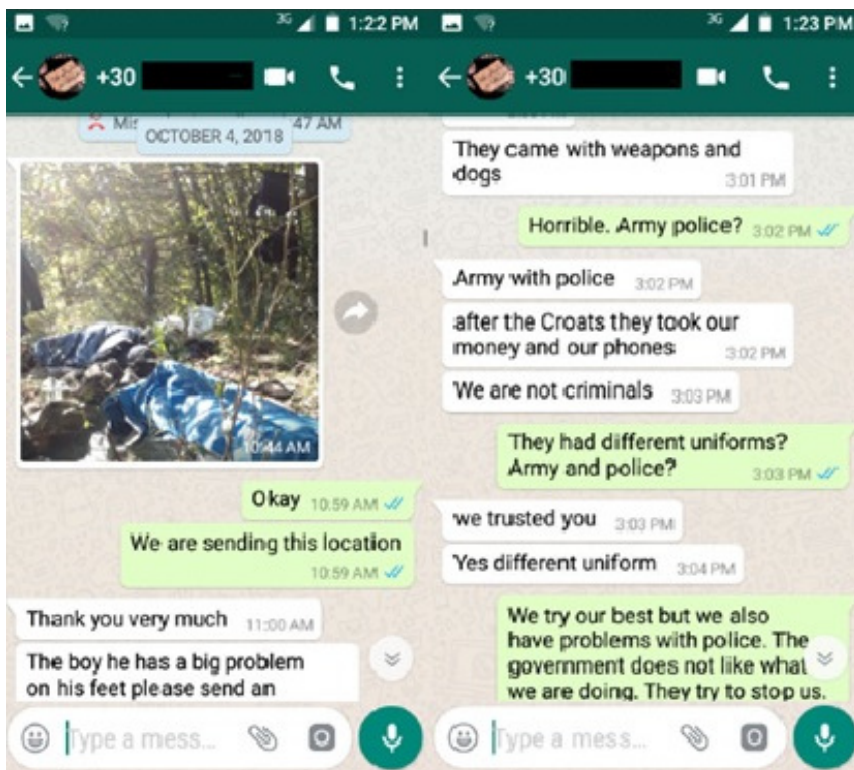 3G 1:22 PM
+30
OCTOBER 4, 2018
47 AM
10:44 AM
Okay 10:59 AM
We are sending this location
10:59 AM
Thank you very much 11:00 AM
The boy he has a big problem
on his feet please send an
Type a mess...
3G 1:23 PM
+30
They came with weapons and
dogs
3:01 PM
Horrible. Army police? 3:02 PM
Army with police 3:02 PM
after the Croats they took our
money and our phones 3:02 PM
We are not criminals 3:03 PM
They had different uniforms?
Army and police? 3:03 PM
we trusted you 3:03 PM
Yes different uniform 3:04 PM
We try our best but we also
have problems with police. The
government does not like what
we are doing. They try to stop us.
Type a mess...